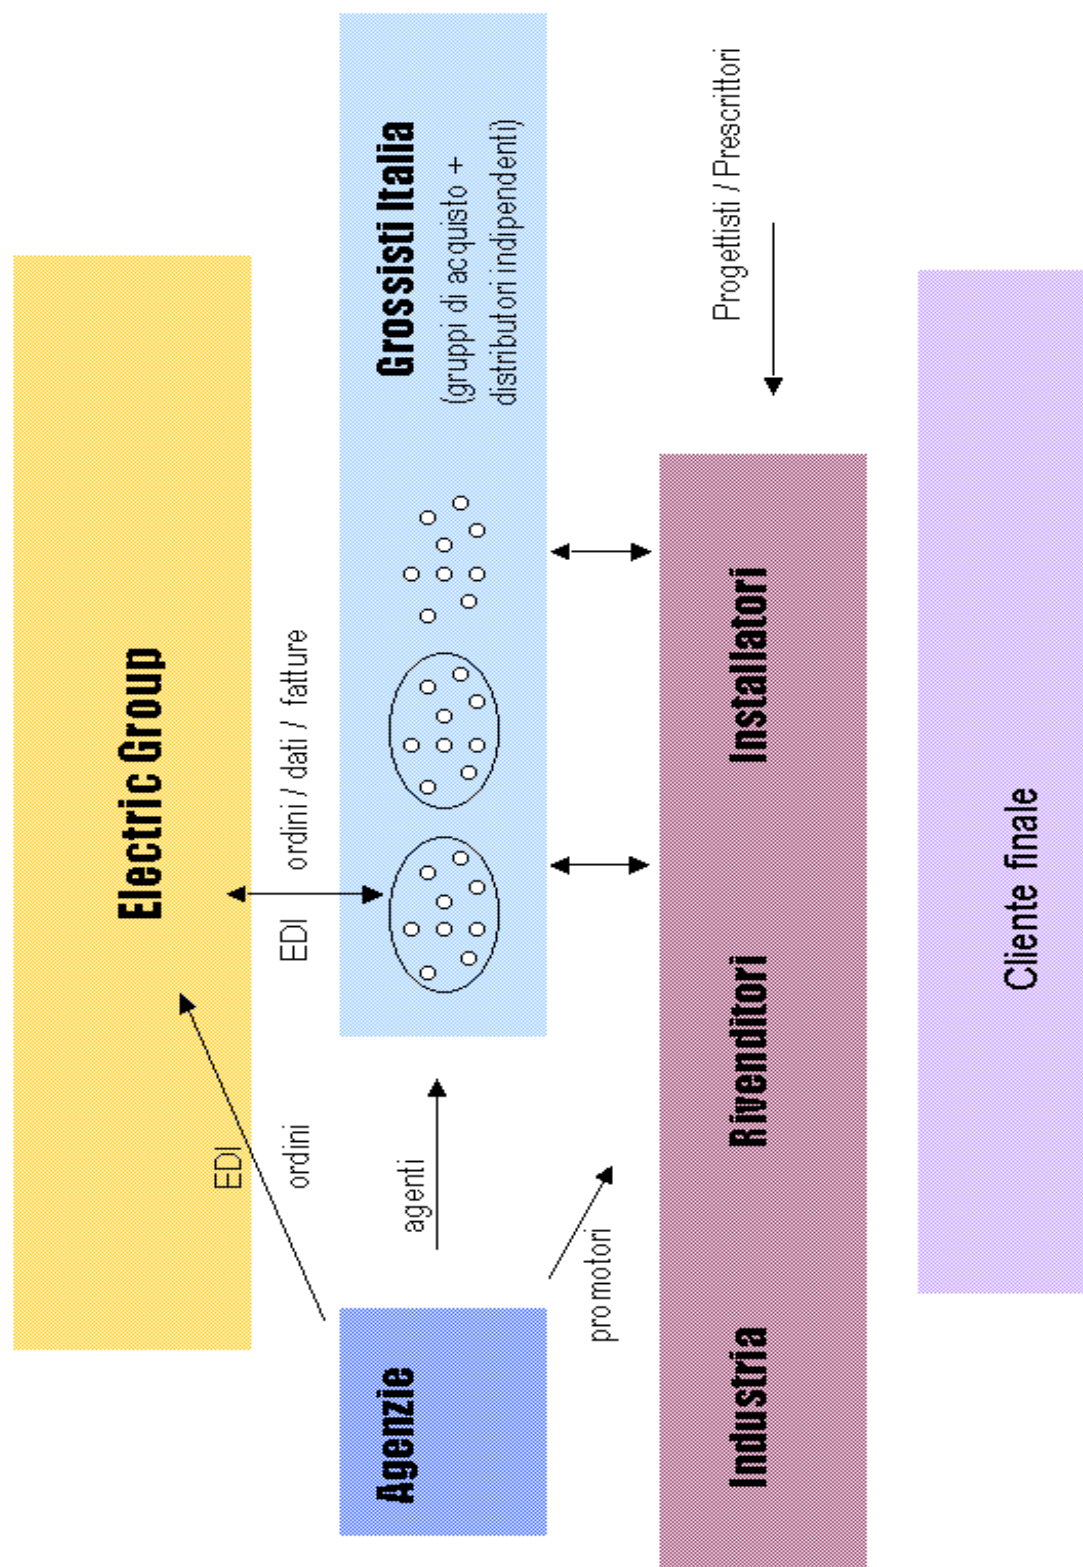 Electric Group
EDI
ordini
EDI
ordini / dati / fatture
Agenzie
agenti
Grossisti Italia
(gruppi di acquisto +
distributori indipendenti)
promotori
Industria
Rivenditori
Installatori
Progettisti / Prescrittori
Cliente finale